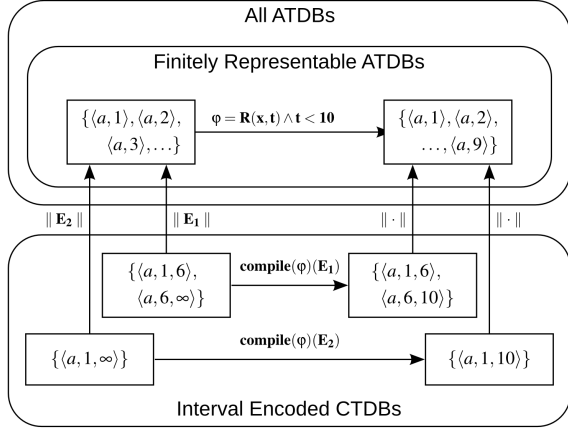 All ATDBs
Finitely Representable ATDBs
{⟨a,1⟩,⟨a,2⟩,
⟨a,3⟩,…}
φ = R(x,t) ∧ t < 10
{⟨a,1⟩,⟨a,2⟩,
…,⟨a,9⟩}
‖ E₂ ‖
‖ E₁ ‖
‖ · ‖
‖ · ‖
{⟨a,1,6⟩,
⟨a,6,∞⟩}
compile(φ)(E₁)
{⟨a,1,6⟩,
⟨a,6,10⟩}
{⟨a,1,∞⟩}
compile(φ)(E₂)
{⟨a,1,10⟩}
Interval Encoded CTDBs